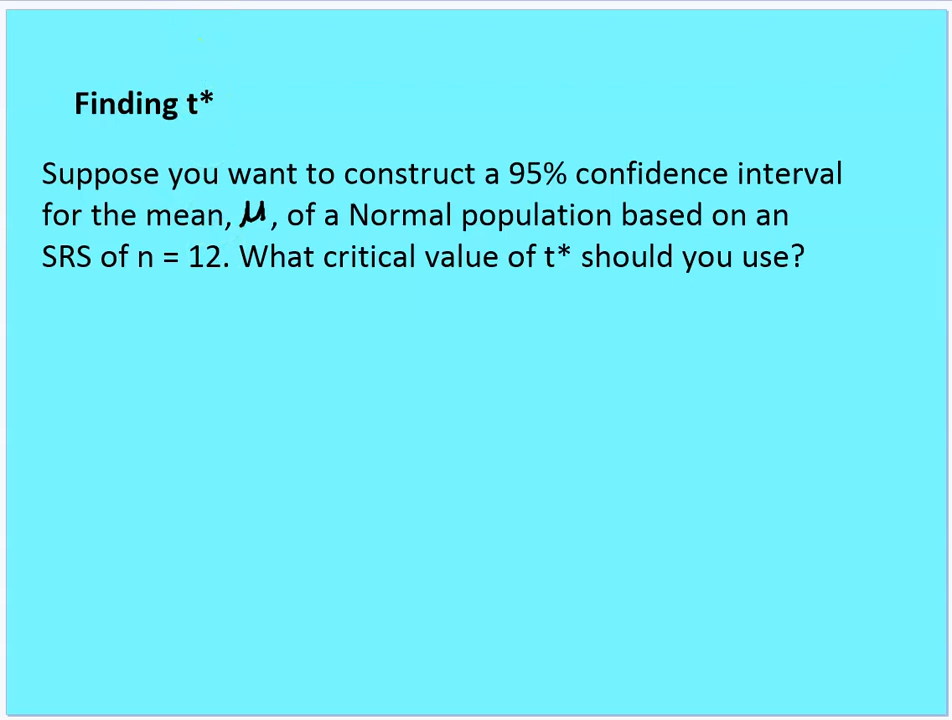 Finding t*
Suppose you want to construct a 95% confidence interval
for the mean, μ, of a Normal population based on an
SRS of n = 12. What critical value of t* should you use?